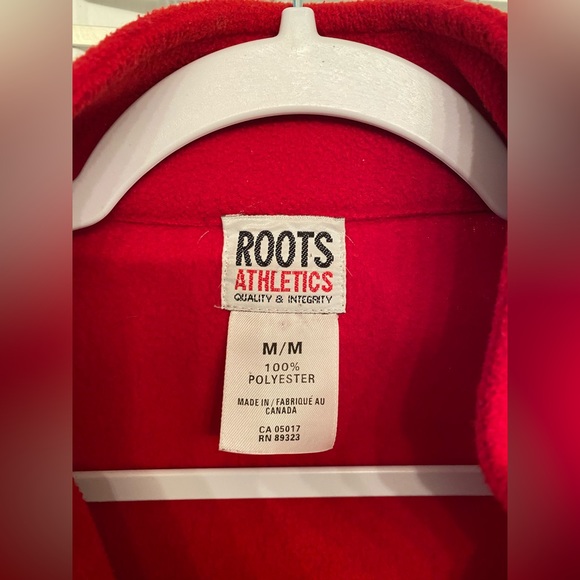 ROOTS
ATHLETICS
QUALITY & INTEGRITY
M/M
100%
POLYESTER
MADE IN / FABRIQUÉ AU
CANADA
CA 05017
RN 89323